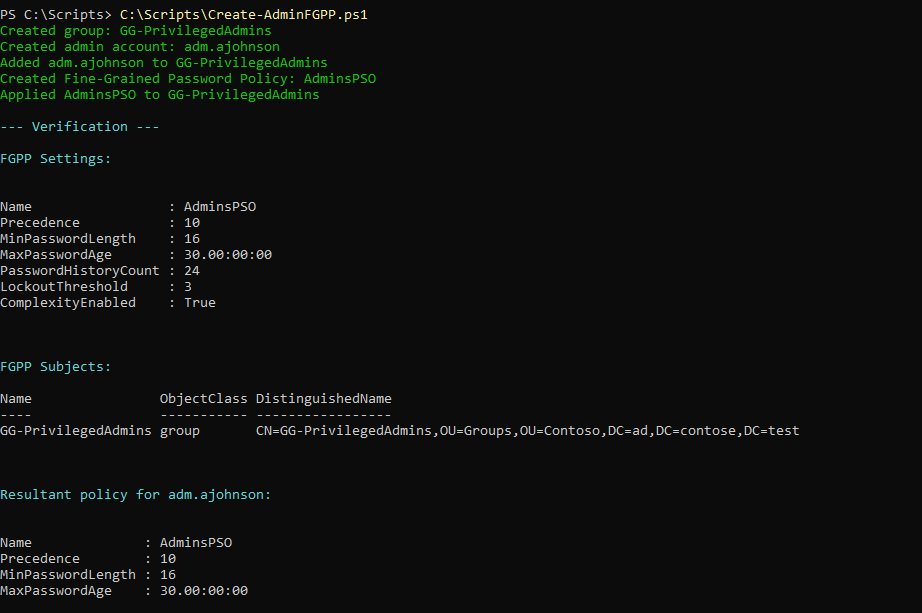 PS C:\Scripts> C:\Scripts\Create-AdminFGPP.ps1
Created group: GG-PrivilegedAdmins
Created admin account: adm.ajohnson
Added adm.ajohnson to GG-PrivilegedAdmins
Created Fine-Grained Password Policy: AdminsPSO
Applied AdminsPSO to GG-PrivilegedAdmins
--- Verification ---
FGPP Settings:
Name                 : AdminsPSO
Precedence           : 10
MinPasswordLength    : 16
MaxPasswordAge       : 30.00:00:00
PasswordHistoryCount : 24
LockoutThreshold     : 3
ComplexityEnabled    : True
FGPP Subjects:
Name                ObjectClass DistinguishedName
----                ----------- -----------------
GG-PrivilegedAdmins group       CN=GG-PrivilegedAdmins,OU=Groups,OU=Contoso,DC=ad,DC=contose,DC=test
Resultant policy for adm.ajohnson:
Name              : AdminsPSO
Precedence        : 10
MinPasswordLength : 16
MaxPasswordAge    : 30.00:00:00